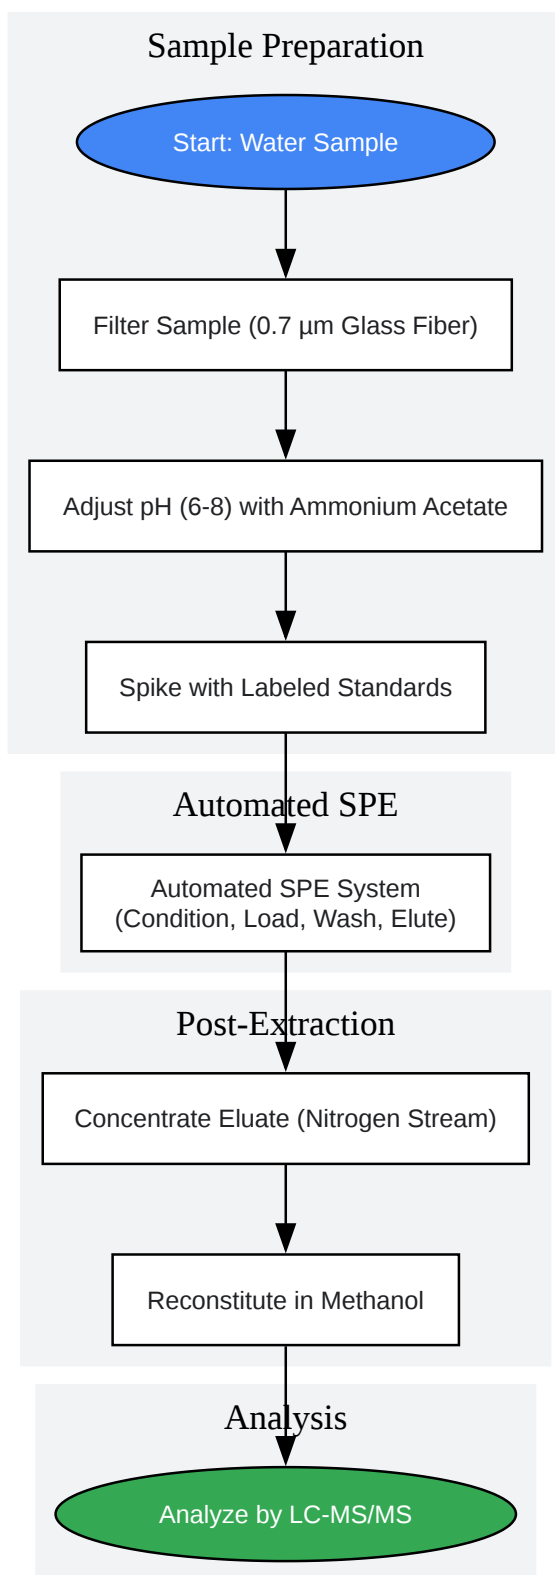 Sample Preparation
Start: Water Sample
Filter Sample (0.7 µm Glass Fiber)
Adjust pH (6-8) with Ammonium Acetate
Spike with Labeled Standards
Automated SPE
Automated SPE System
(Condition, Load, Wash, Elute)
Post-Extraction
Concentrate Eluate (Nitrogen Stream)
Reconstitute in Methanol
Analysis
Analyze by LC-MS/MS